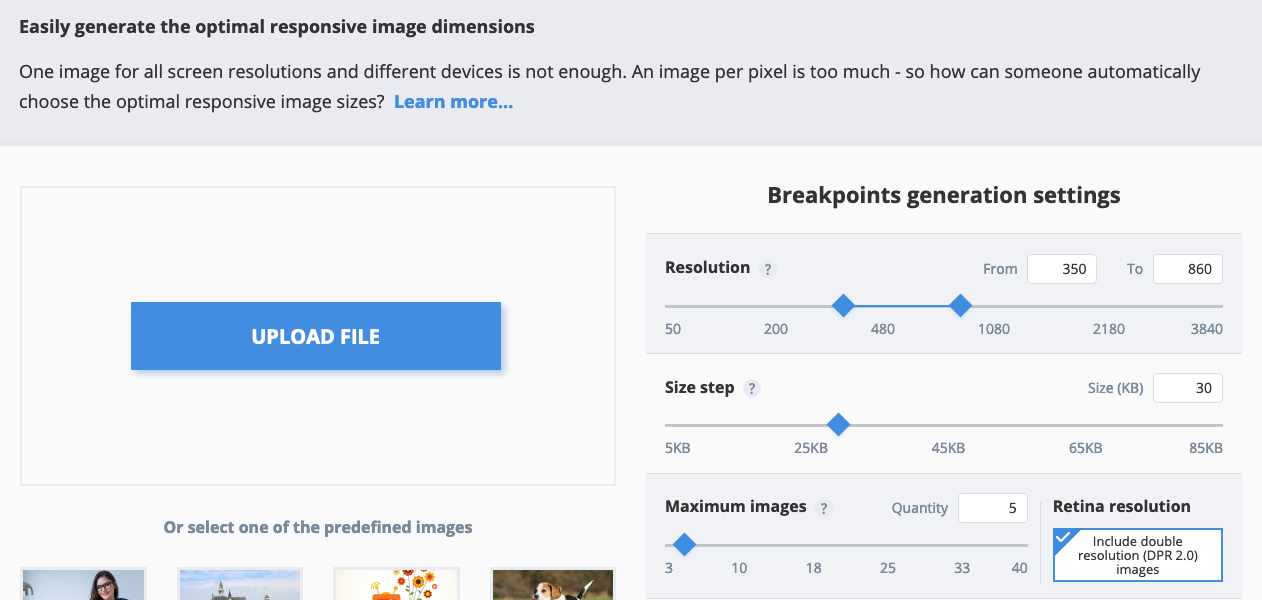 Easily generate the optimal responsive image dimensions
One image for all screen resolutions and different devices is not enough. An image per pixel is too much - so how can someone automatically
choose the optimal responsive image sizes? Learn more...
UPLOAD FILE
Or select one of the predefined images
Breakpoints generation settings
Resolution ? From 350 To 860
50 200 480 1080 2180 3840
Size step ? Size (KB) 30
5KB 25KB 45KB 65KB 85KB
Maximum images ? Quantity 5
3 10 18 25 33 40
Retina resolution
Include double
resolution (DPR 2.0)
images